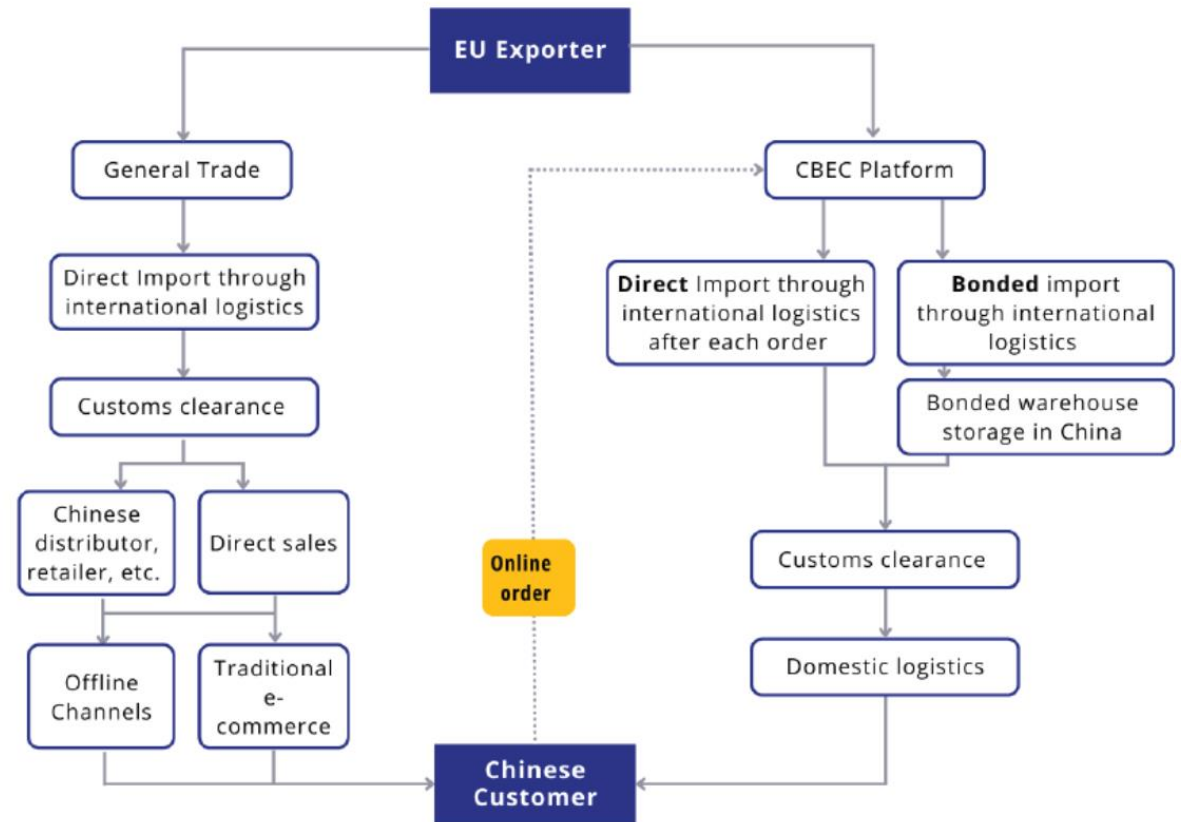 EU Exporter
General Trade
CBEC Platform
Direct Import through
international logistics
Direct Import through
international logistics
after each order
Bonded import
through international
logistics
Customs clearance
Bonded warehouse
storage in China
Chinese
distributor,
retailer, etc.
Direct sales
Online
order
Customs clearance
Offline
Channels
Traditional
e-
commerce
Domestic logistics
Chinese
Customer